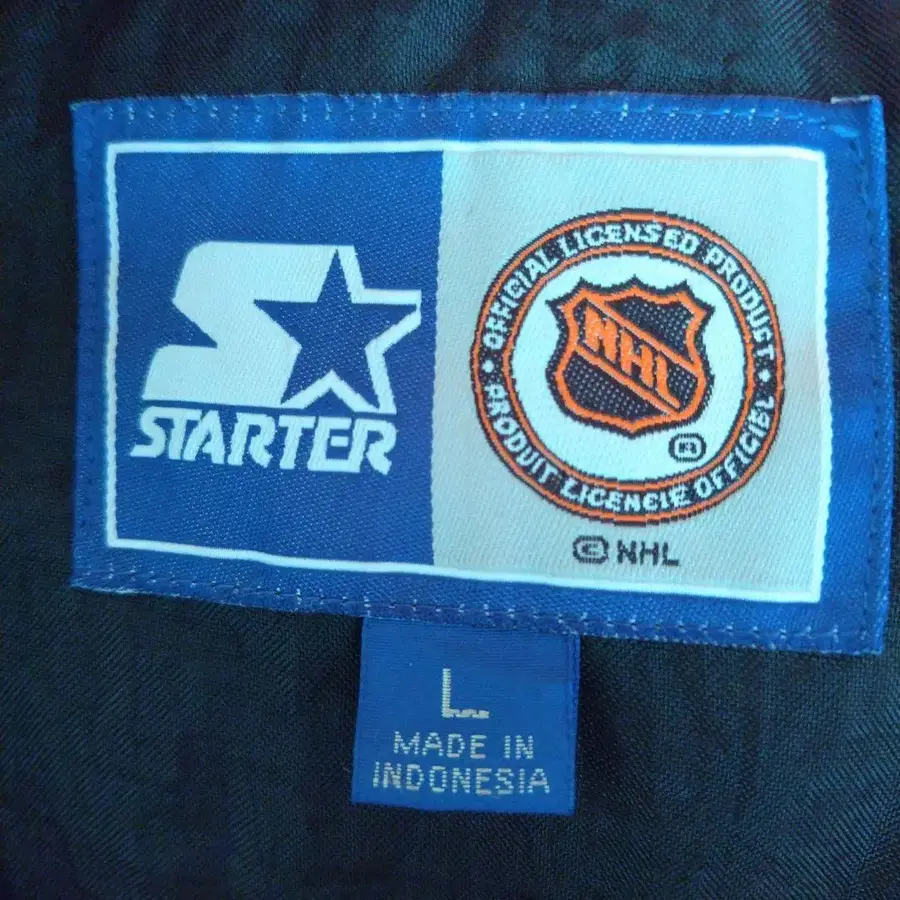 STARTER
OFFICIAL LICENSED PRODUCT
NHL
®
PRODUIT LICENCIE OFFICIEL
© NHL
L
MADE IN
INDONESIA